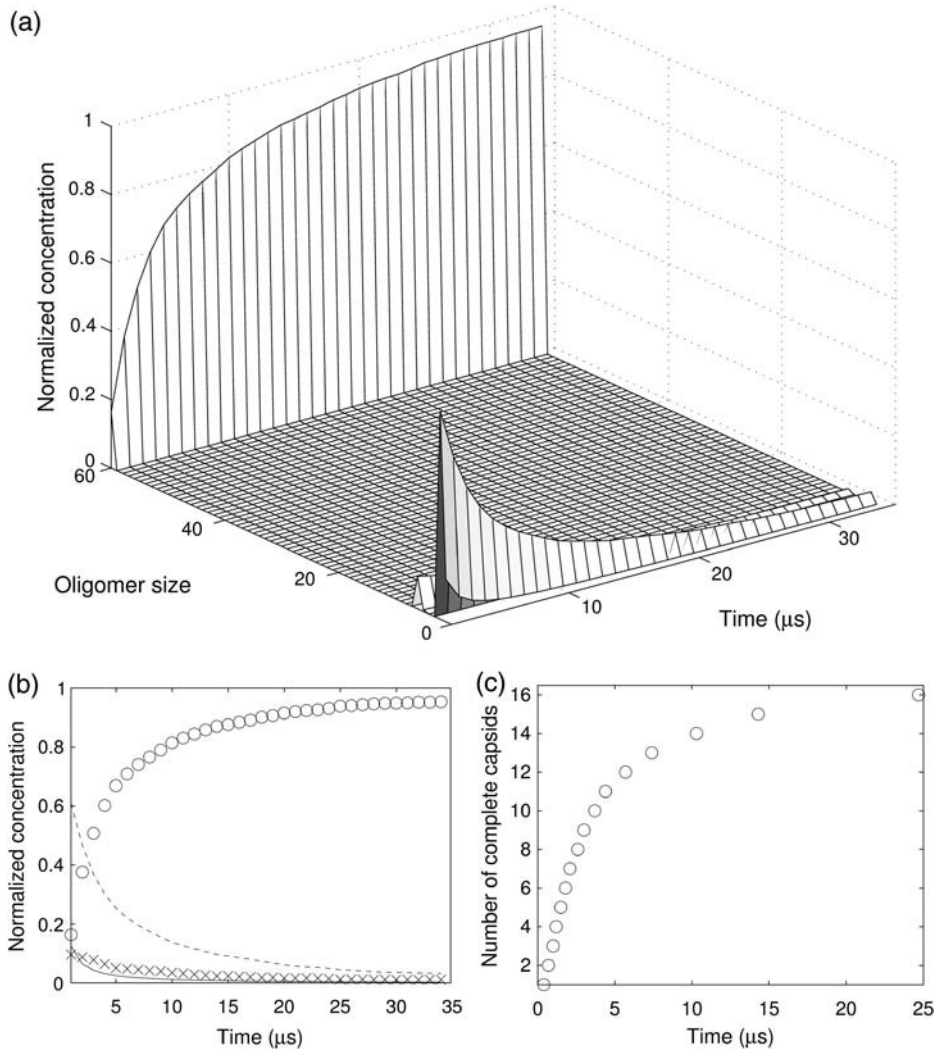 (a)
Normalized concentration
1
0.8
0.6
0.4
0.2
0
60
40
20
0
Oligomer size
10
20
30
Time (μs)
(b)
Normalized concentration
1
0.8
0.6
0.4
0.2
0
5 10 15 20 25 30 35
Time (μs)
(c)
Number of complete capsids
16
14
12
10
8
6
4
2
0 5 10 15 20 25
Time (μs)